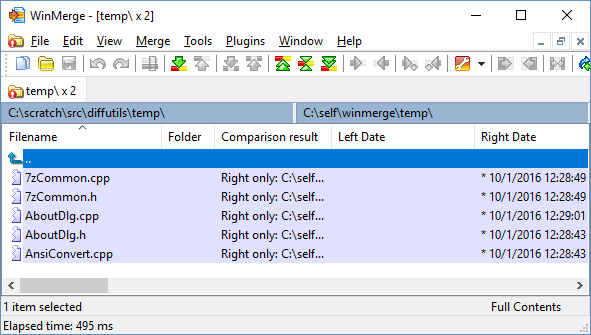 WinMerge - [temp\ x 2]
File Edit View Merge Tools Plugins Window Help
temp\ x 2
C:\scratch\src\diffutils\temp\ C:\self\winmerge\temp\
Filename Folder Comparison result Left Date Right Date
..
7zCommon.cpp Right only: C:\self... * 10/1/2016 12:28:49
7zCommon.h Right only: C:\self... * 10/1/2016 12:28:49
AboutDlg.cpp Right only: C:\self... * 10/1/2016 12:29:01
AboutDlg.h Right only: C:\self... * 10/1/2016 12:28:43
AnsiConvert.cpp Right only: C:\self... * 10/1/2016 12:28:43
1 item selected Full Contents
Elapsed time: 495 ms